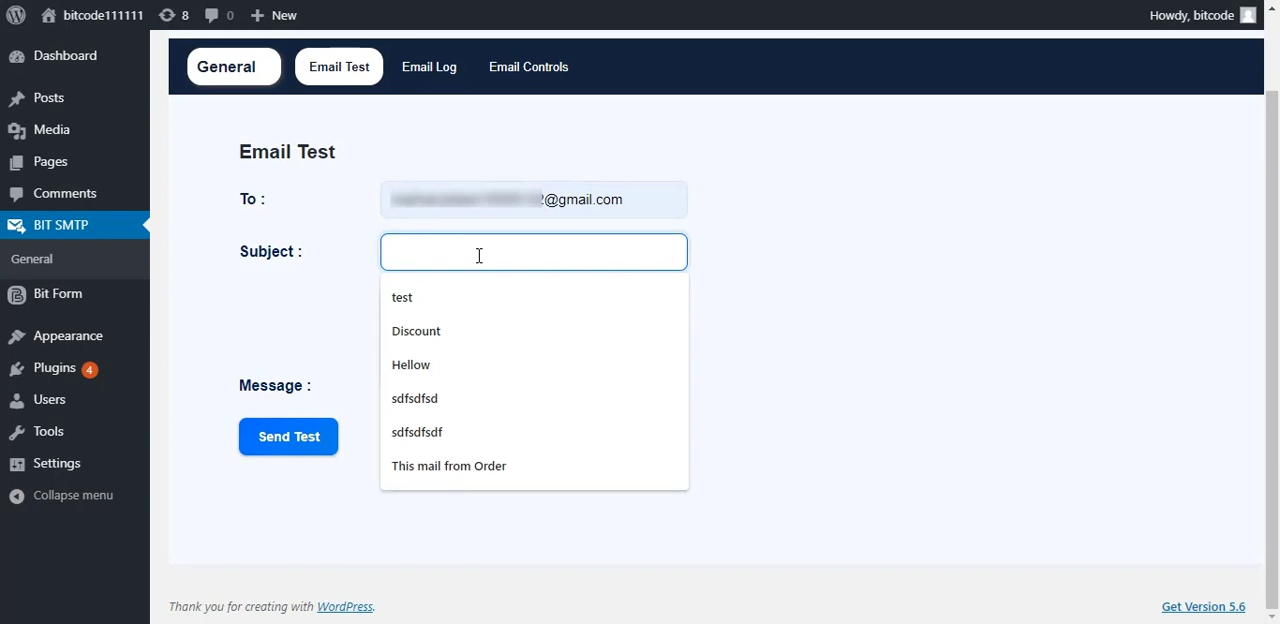 bitcode111111 8 0 New Howdy, bitcode
Dashboard
Posts
Media
Pages
Comments
BIT SMTP
General
Bit Form
Appearance
Plugins 4
Users
Tools
Settings
Collapse menu
General Email Test Email Log Email Controls
Email Test
To : 2@gmail.com
Subject :
test
Discount
Hellow
sdfsdfsd
sdfsdfsdf
This mail from Order
Message :
Send Test
Thank you for creating with WordPress. Get Version 5.6